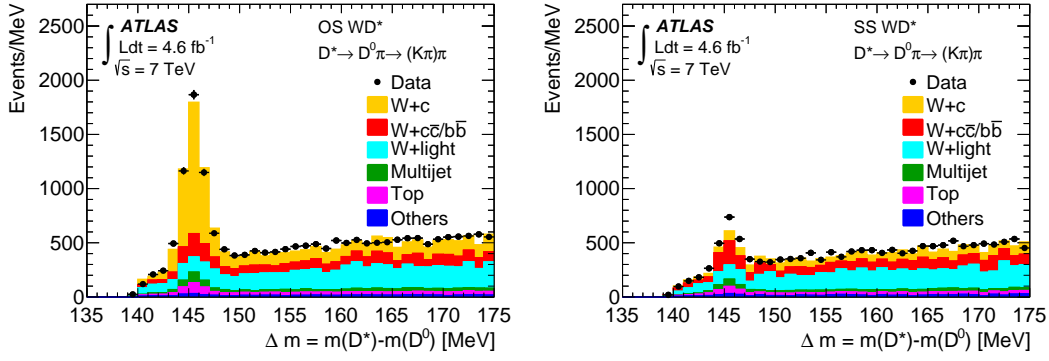 Events/MeV
2500
2000
1500
1000
500
0
∫ ATLAS
Ldt = 4.6 fb⁻¹
√s = 7 TeV
OS WD*
D*→ D⁰π→ (Kπ)π
Data
W+c
W+cc̅/bb̅
W+light
Multijet
Top
Others
135 140 145 150 155 160 165 170 175
Δ m = m(D*)-m(D⁰) [MeV]
Events/MeV
2500
2000
1500
1000
500
0
∫ ATLAS
Ldt = 4.6 fb⁻¹
√s = 7 TeV
SS WD*
D*→ D⁰π→ (Kπ)π
Data
W+c
W+cc̅/bb̅
W+light
Multijet
Top
Others
135 140 145 150 155 160 165 170 175
Δ m = m(D*)-m(D⁰) [MeV]